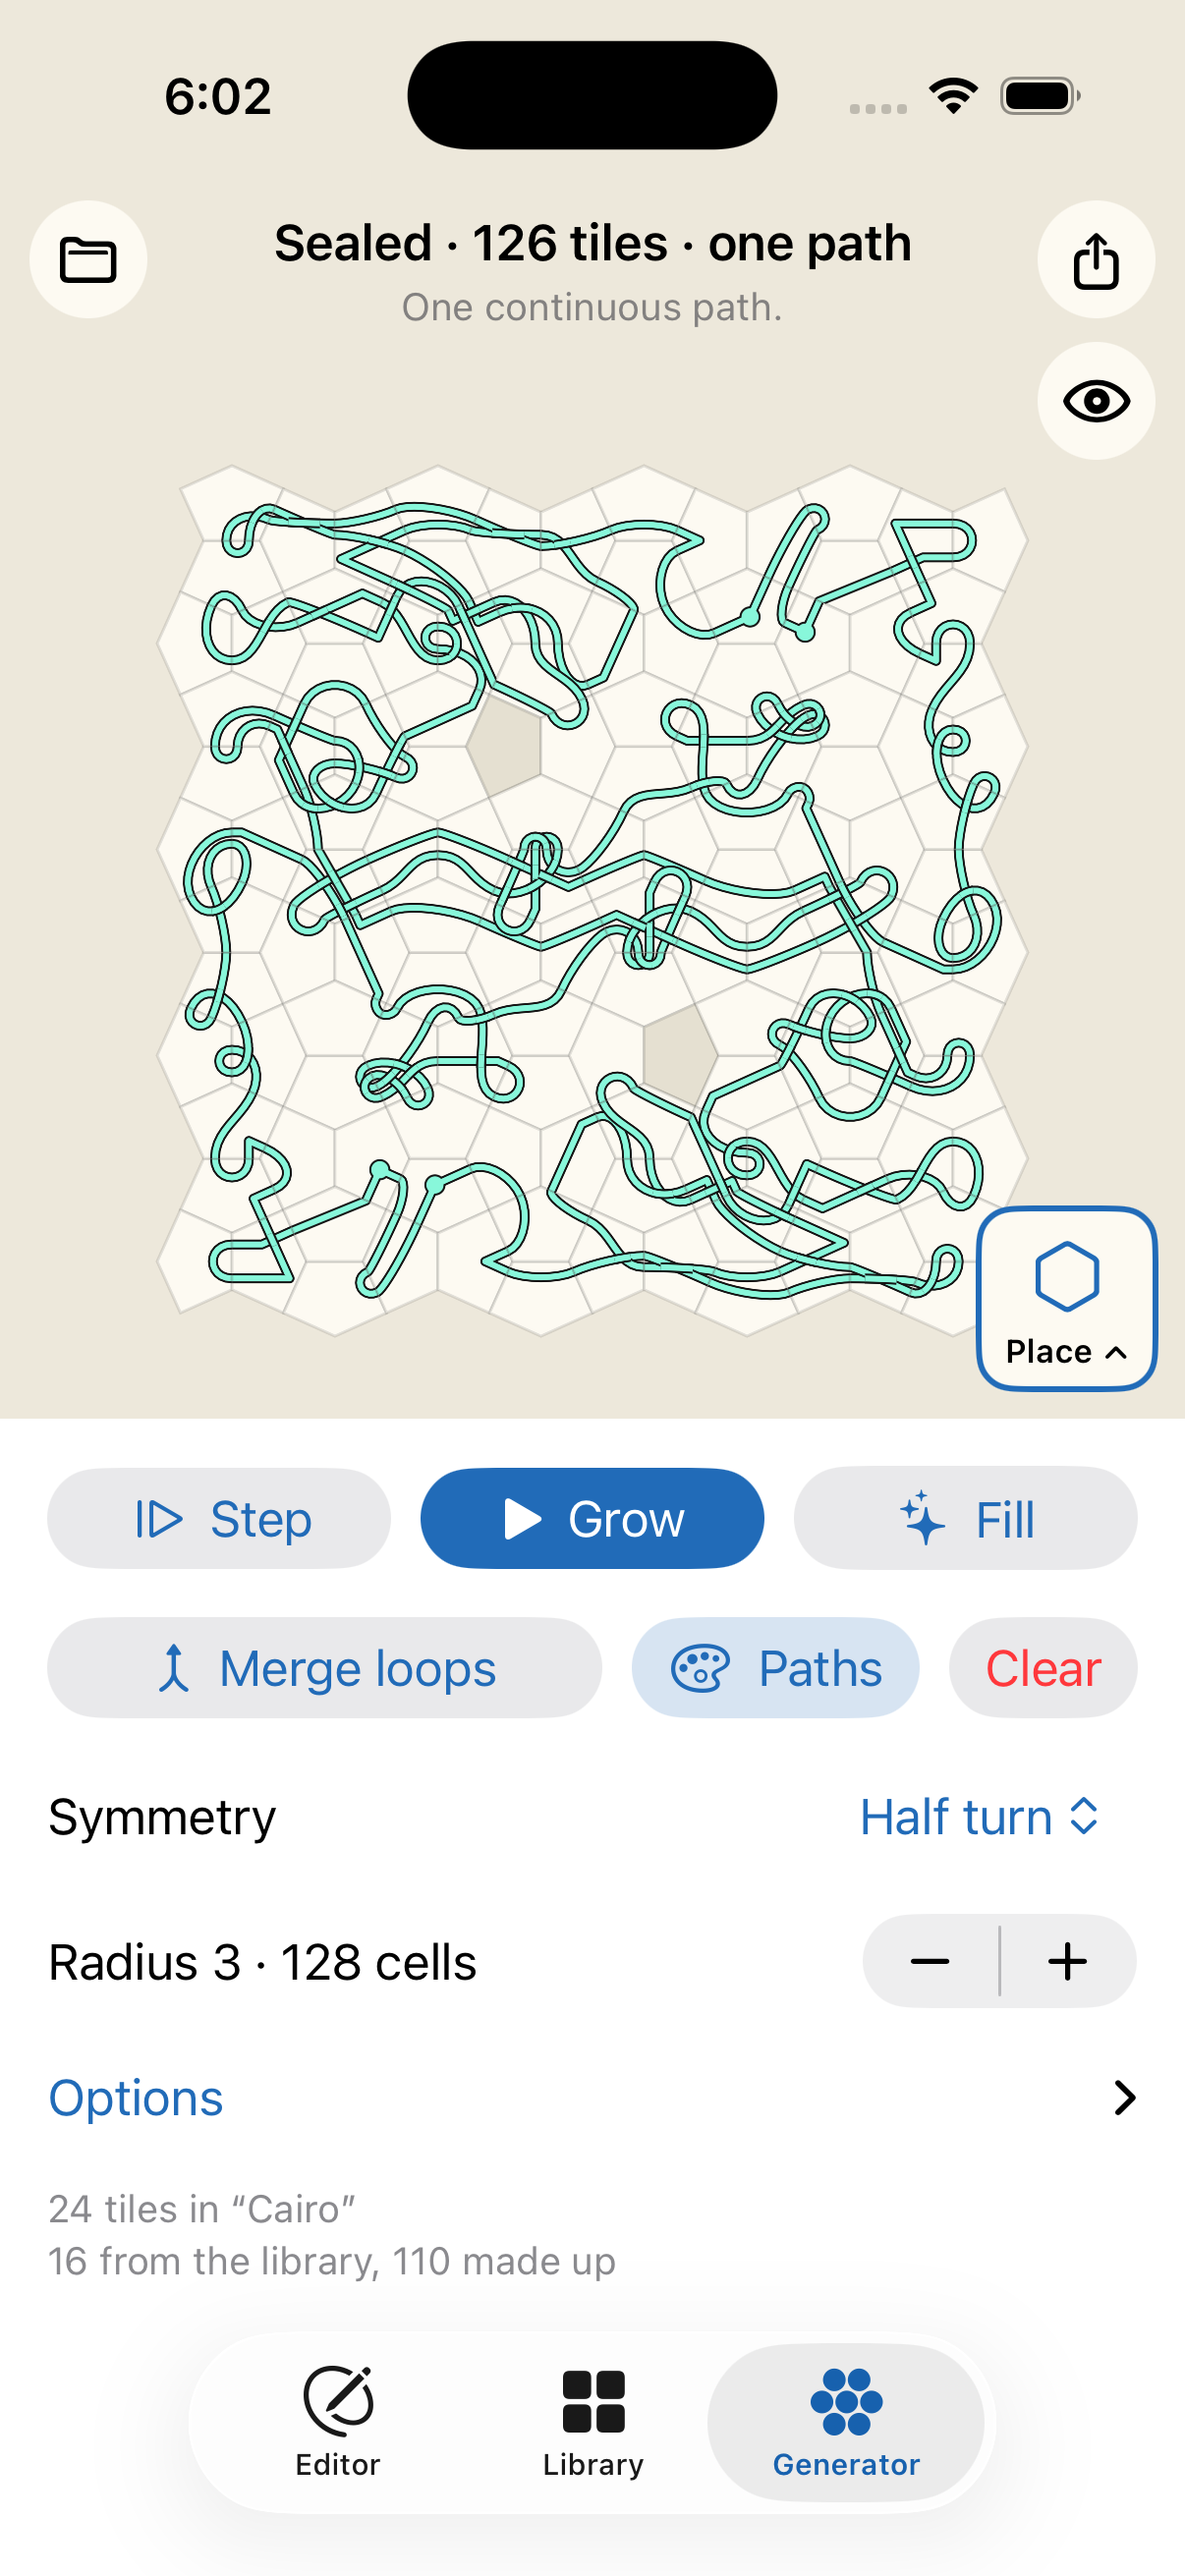 6:02
Sealed · 126 tiles · one path
One continuous path.
Place
Step
Grow
Fill
Merge loops
Paths
Clear
Symmetry
Half turn
Radius 3 · 128 cells
Options
24 tiles in “Cairo”
16 from the library, 110 made up
Editor
Library
Generator